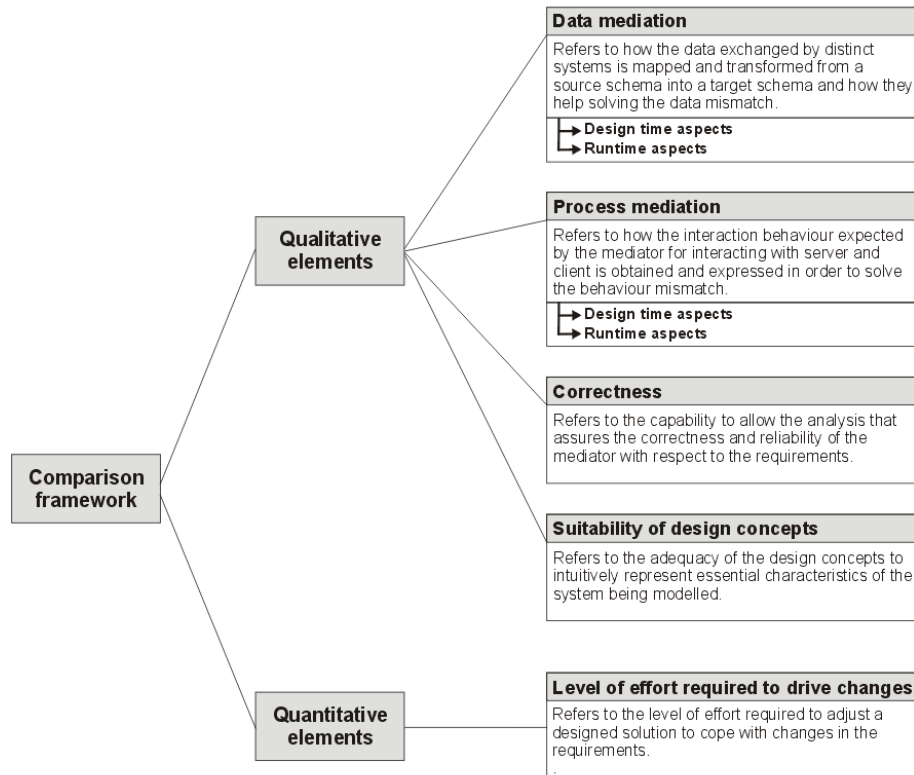 Data mediation
Refers to how the data exchanged by distinct
systems is mapped and transformed from a
source schema into a target schema and how they
help solving the data mismatch.
Design time aspects
Runtime aspects
Process mediation
Refers to how the interaction behaviour expected
by the mediator for interacting with server and
client is obtained and expressed in order to solve
the behaviour mismatch.
Design time aspects
Runtime aspects
Qualitative
elements
Correctness
Refers to the capability to allow the analysis that
assures the correctness and reliability of the
mediator with respect to the requirements.
Comparison
framework
Suitability of design concepts
Refers to the adequacy of the design concepts to
intuitively represent essential characteristics of the
system being modelled.
Quantitative
elements
Level of effort required to drive changes
Refers to the level of effort required to adjust a
designed solution to cope with changes in the
requirements.
.